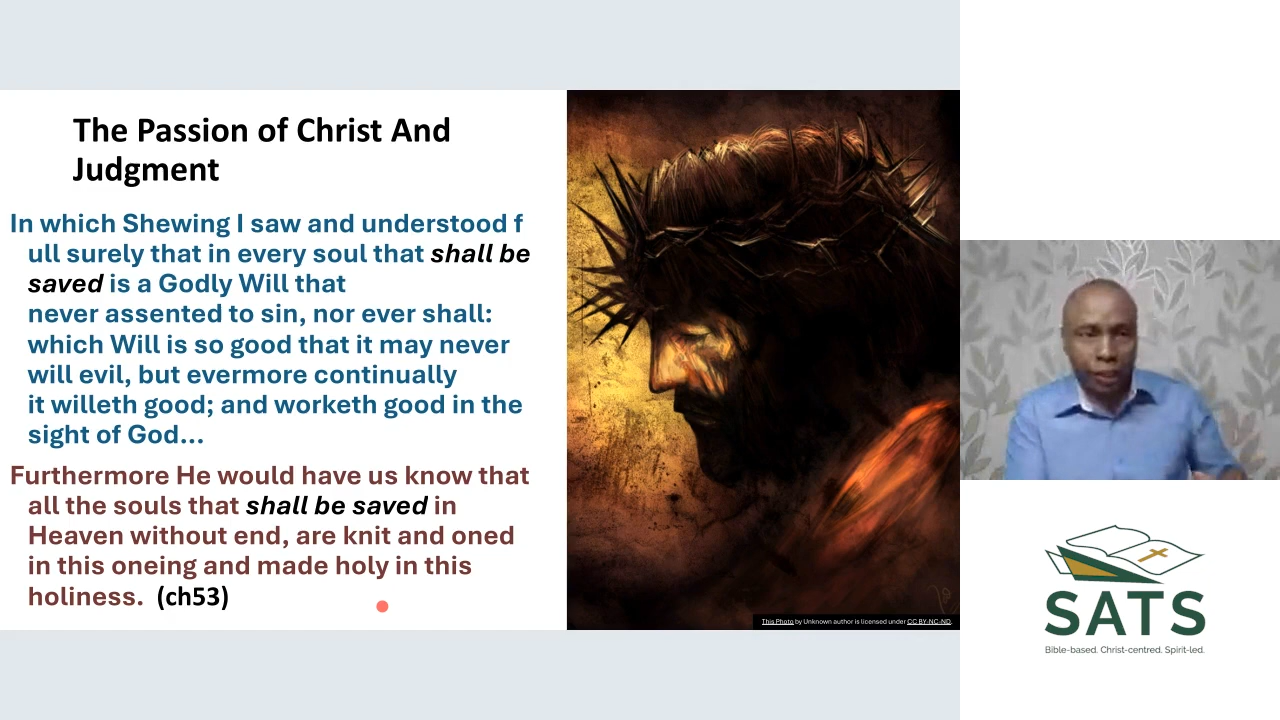 The Passion of Christ And
Judgment
In which Shewing I saw and understood f
ull surely that in every soul that shall be
saved is a Godly Will that
never assented to sin, nor ever shall:
which Will is so good that it may never
will evil, but evermore continually
it willeth good; and worketh good in the
sight of God...
Furthermore He would have us know that
all the souls that shall be saved in
Heaven without end, are knit and oned
in this oneing and made holy in this
holiness. (ch53)
This Photo by Unknown author is licensed under CC BY-NC-ND.
SATS
Bible-based. Christ-centred. Spirit-led.